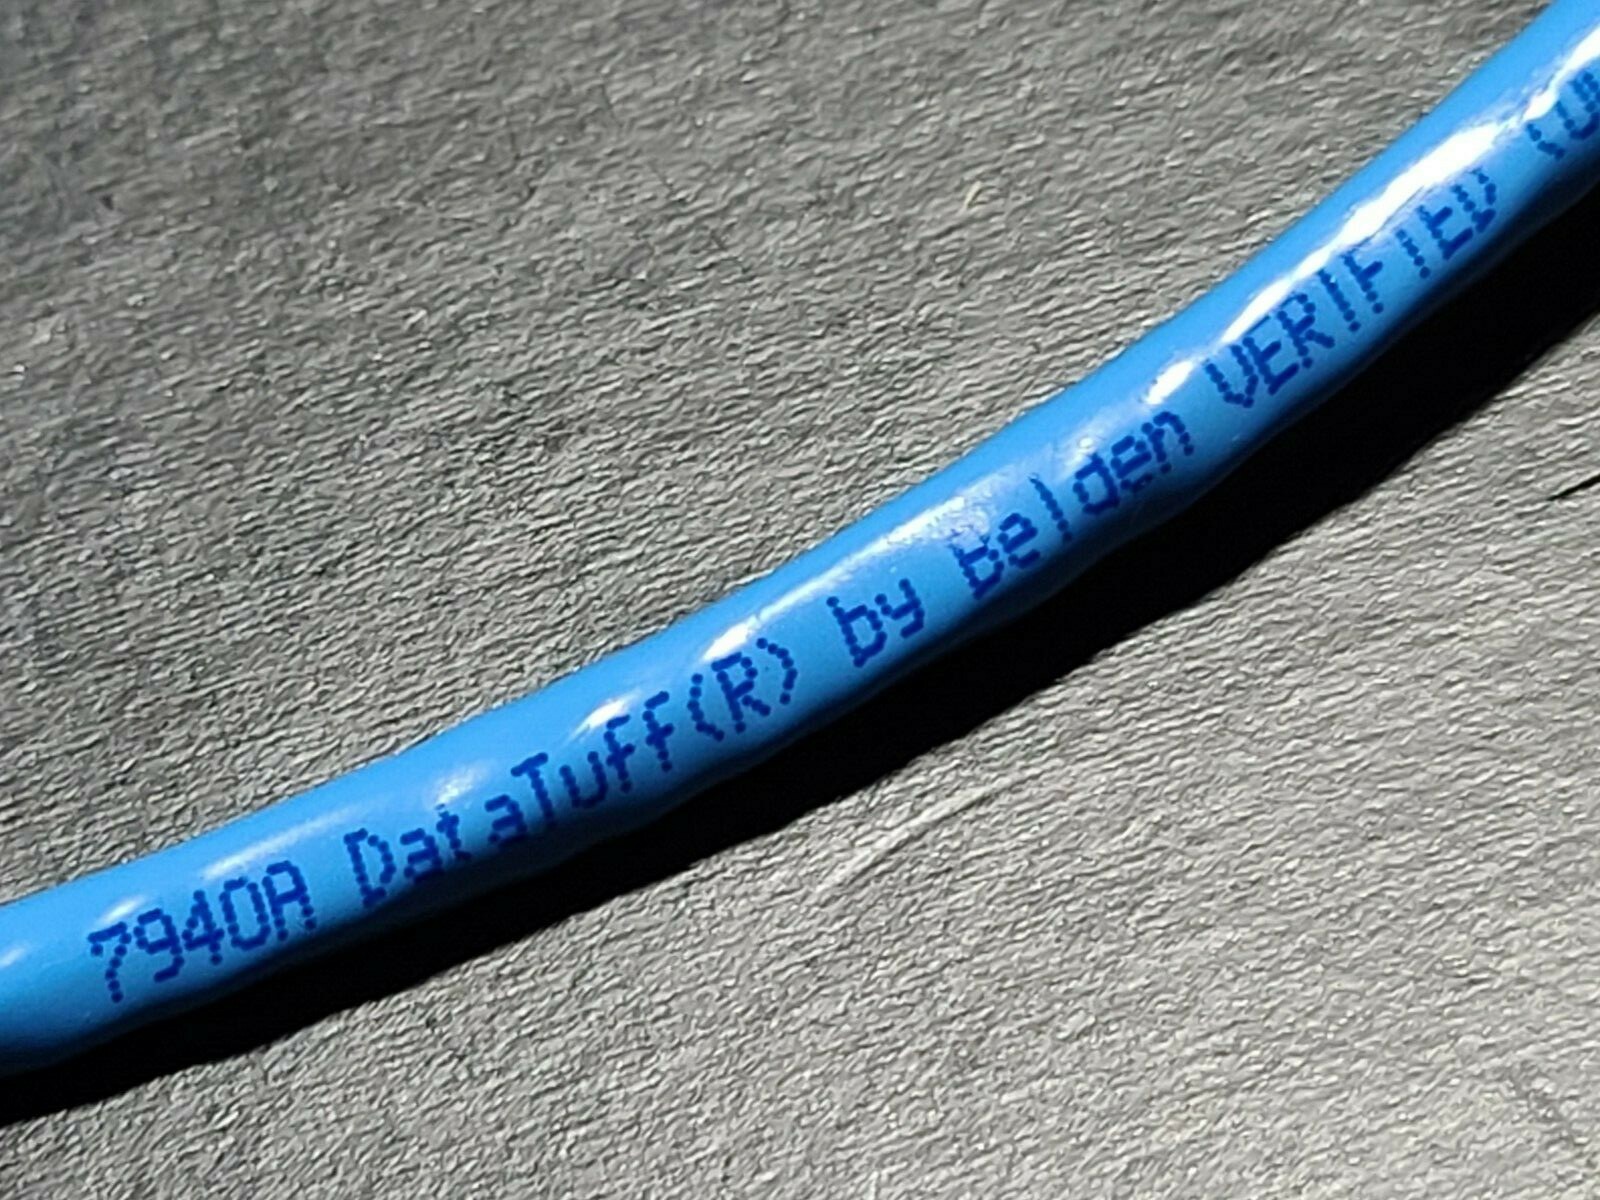 7940A DataTuff(R) by Belden VERIFIED (U